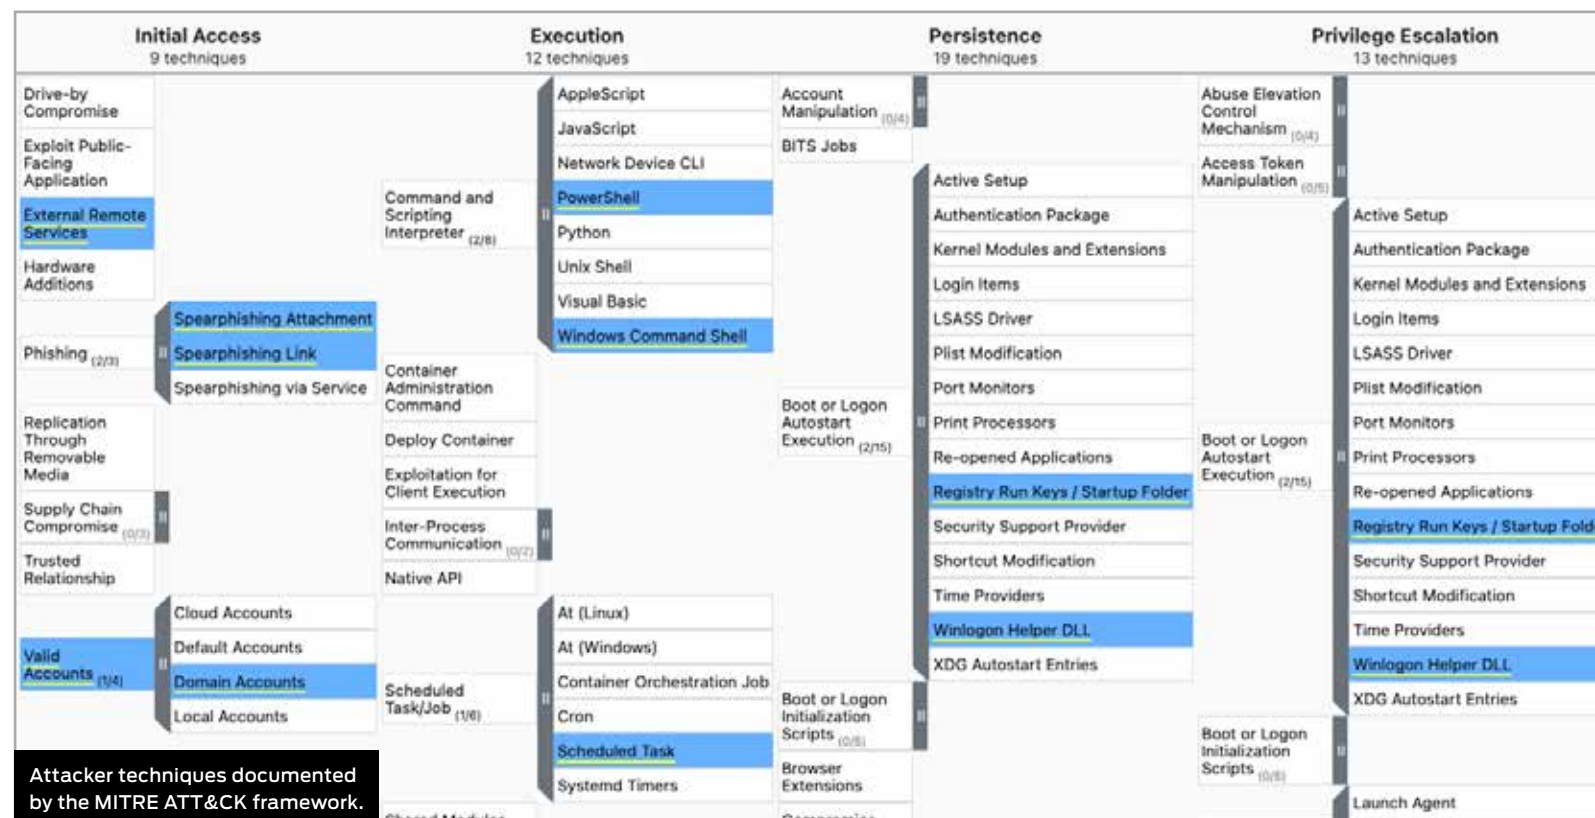 Initial Access
9 techniques
Drive-by
Compromise
Exploit Public-
Facing
Application
External Remote
Services
Hardware
Additions
Phishing (2/3)
Spearphishing Attachment
Spearphishing Link
Spearphishing via Service
Replication
Through
Removable
Media
Supply Chain
Compromise (0/3)
Trusted
Relationship
Valid
Accounts (1/4)
Cloud Accounts
Default Accounts
Domain Accounts
Local Accounts
Execution
12 techniques
Command and
Scripting
Interpreter (2/8)
AppleScript
JavaScript
Network Device CLI
PowerShell
Python
Unix Shell
Visual Basic
Windows Command Shell
Container
Administration
Command
Deploy Container
Exploitation for
Client Execution
Inter-Process
Communication (0/2)
Native API
Scheduled
Task/Job (1/6)
At (Linux)
At (Windows)
Container Orchestration Job
Cron
Scheduled Task
Systemd Timers
Persistence
19 techniques
Account
Manipulation (0/4)
BITS Jobs
Boot or Logon
Autostart
Execution (2/15)
Active Setup
Authentication Package
Kernel Modules and Extensions
Login Items
LSASS Driver
Plist Modification
Port Monitors
Print Processors
Re-opened Applications
Registry Run Keys / Startup Folder
Security Support Provider
Shortcut Modification
Time Providers
Winlogon Helper DLL
XDG Autostart Entries
Boot or Logon
Initialization
Scripts (0/5)
Browser
Extensions
Privilege Escalation
13 techniques
Abuse Elevation
Control
Mechanism (0/4)
Access Token
Manipulation (0/5)
Boot or Logon
Autostart
Execution (2/15)
Active Setup
Authentication Package
Kernel Modules and Extensions
Login Items
LSASS Driver
Plist Modification
Port Monitors
Print Processors
Re-opened Applications
Registry Run Keys / Startup Fold
Security Support Provider
Shortcut Modification
Time Providers
Winlogon Helper DLL
XDG Autostart Entries
Boot or Logon
Initialization
Scripts (0/5)
Launch Agent
Attacker techniques documented
by the MITRE ATT&CK framework.